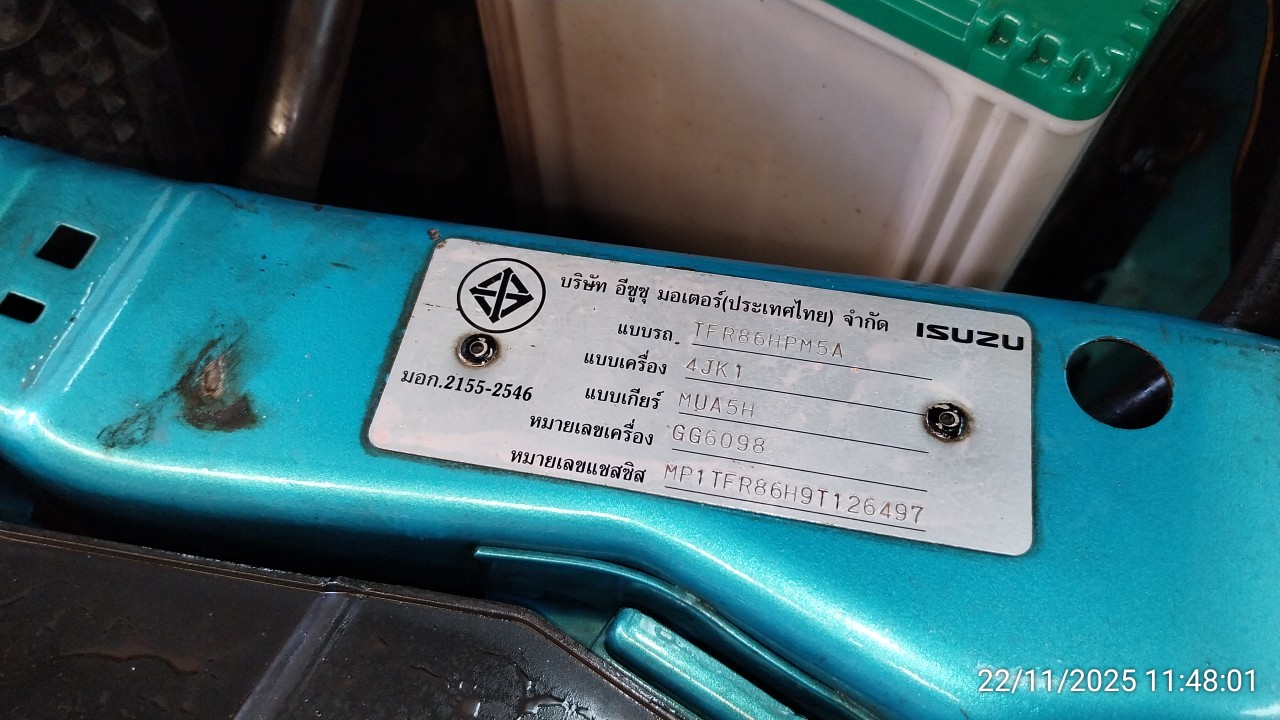 บริษัท อีซูซุ มอเตอร์(ประเทศไทย) จำกัด ISUZU
แบบรถ. TFR86HPM5A
แบบเครื่อง 4JK1
มอก.2155-2546 แบบเกียร์ MUA5H
หมายเลขเครื่อง GG6098
หมายเลขแชสซิส MP1TFR86H9T126497
22/11/2025 11:48:01